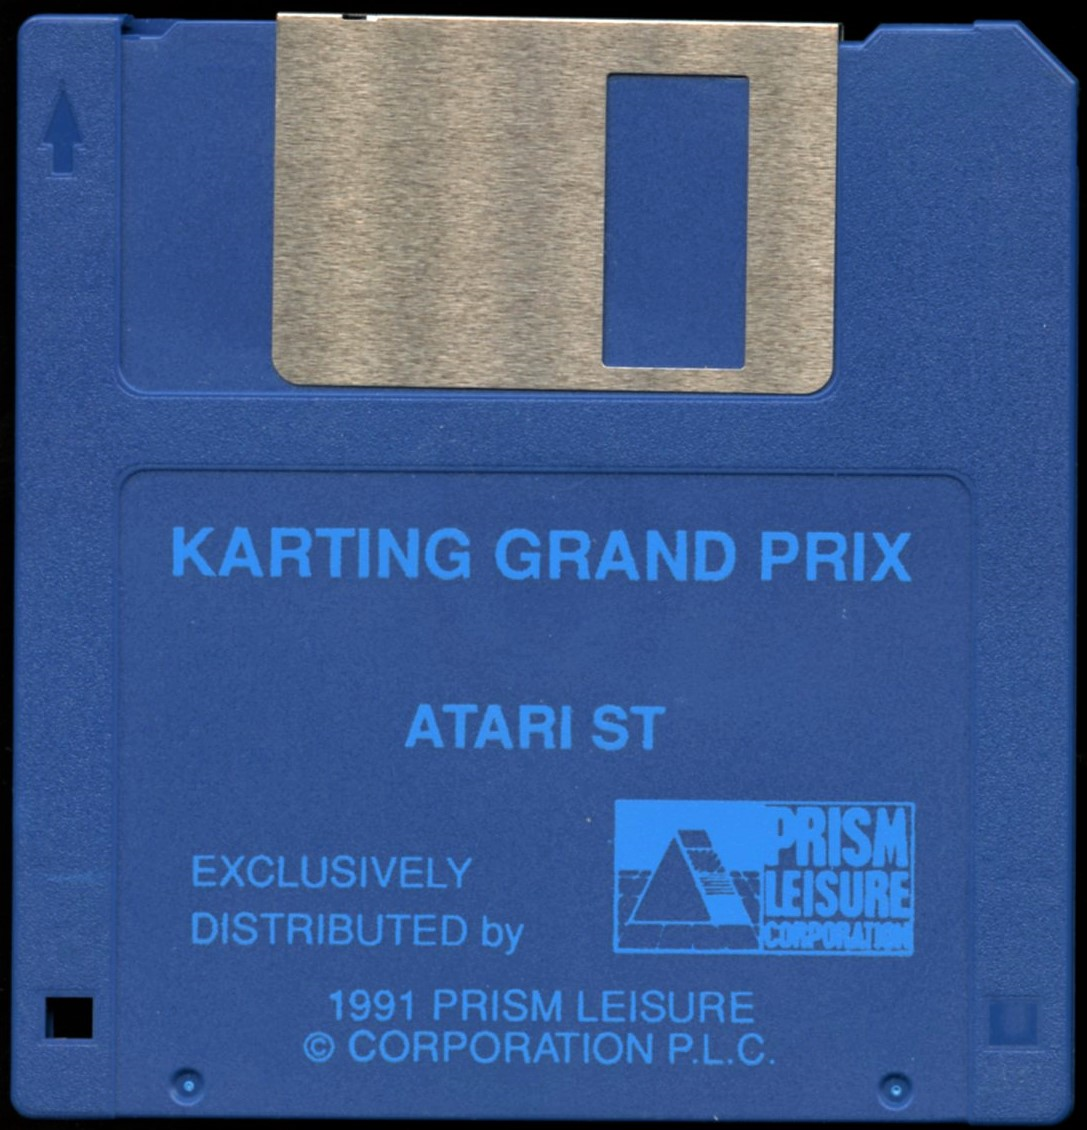 KARTING GRAND PRIX
ATARI ST
EXCLUSIVELY
DISTRIBUTED by
PRISM
LEISURE
CORPORATION
1991 PRISM LEISURE
© CORPORATION P.L.C.